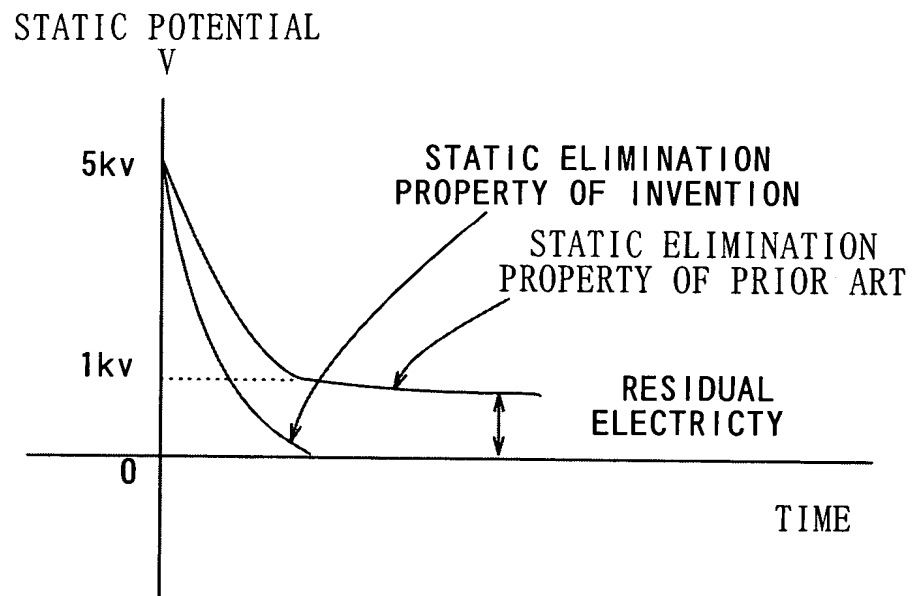 STATIC POTENTIAL
V
5kv
STATIC ELIMINATION
PROPERTY OF INVENTION
STATIC ELIMINATION
PROPERTY OF PRIOR ART
1kv
RESIDUAL
ELECTRICTY
0
TIME